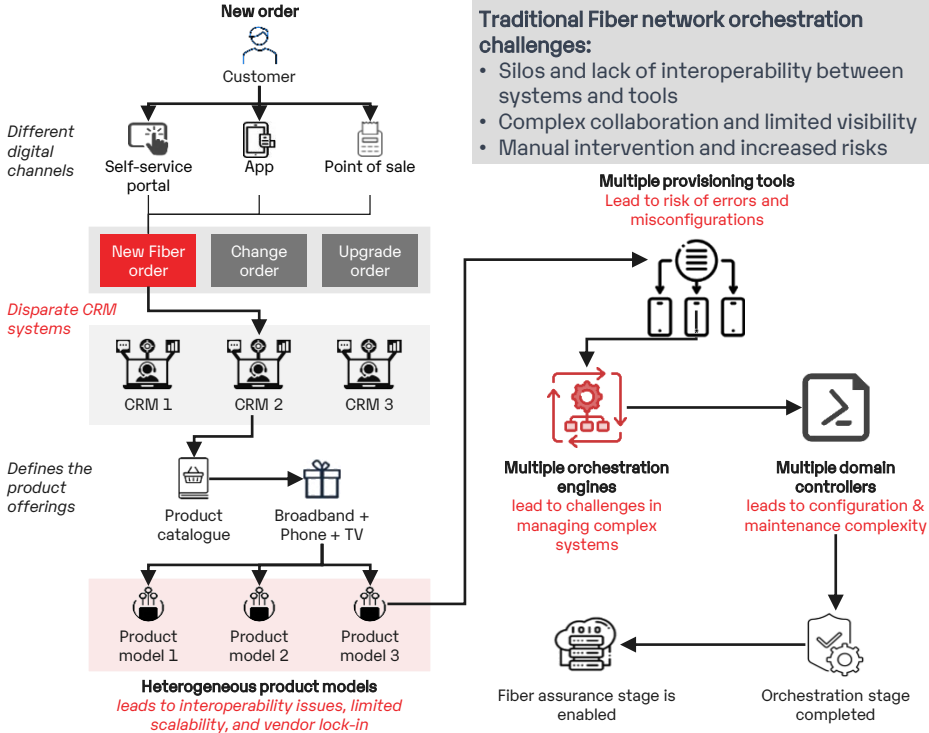 New order
Customer
Different
digital
channels
Self-service
portal
App
Point of sale
New Fiber
order
Change
order
Upgrade
order
Disparate CRM
systems
CRM 1
CRM 2
CRM 3
Defines the
product
offerings
Product
catalogue
Broadband +
Phone + TV
Product
model 1
Product
model 2
Product
model 3
Heterogeneous product models
leads to interoperability issues, limited
scalability, and vendor lock-in
Traditional Fiber network orchestration
challenges:
• Silos and lack of interoperability between
systems and tools
• Complex collaboration and limited visibility
• Manual intervention and increased risks
Multiple provisioning tools
Lead to risk of errors and
misconfigurations
Multiple orchestration
engines
lead to challenges in
managing complex
systems
Multiple domain
controllers
leads to configuration &
maintenance complexity
1010
Fiber assurance stage is
enabled
Orchestration stage
completed